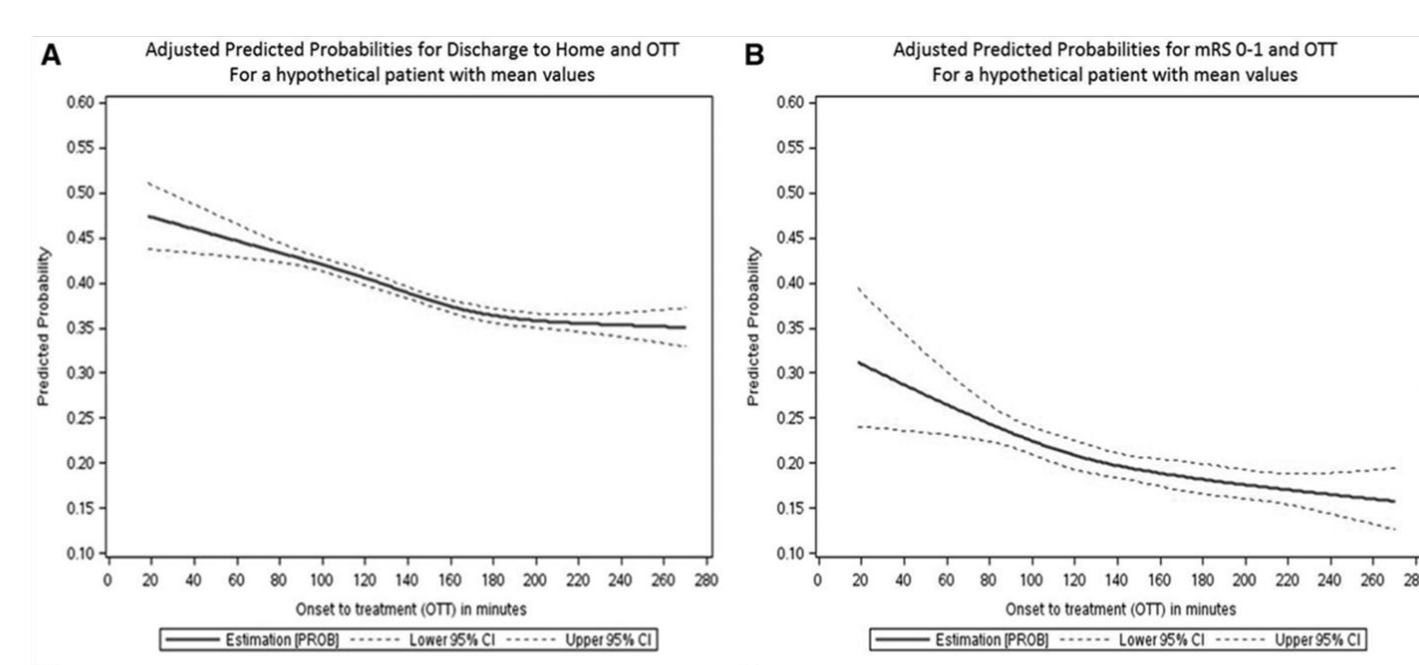 A
Adjusted Predicted Probabilities for Discharge to Home and OTT
For a hypothetical patient with mean values
0.60
0.55
0.50
0.45
0.40
0.35
0.30
0.25
0.20
0.15
0.10
Predicted Probability
0 20 40 60 80 100 120 140 160 180 200 220 240 260 280
Onset to treatment (OTT) in minutes
Estimation [PROB] Lower 95% CI Upper 95% CI
B
Adjusted Predicted Probabilities for mRS 0-1 and OTT
For a hypothetical patient with mean values
0.60
0.55
0.50
0.45
0.40
0.35
0.30
0.25
0.20
0.15
0.10
Predicted Probability
0 20 40 60 80 100 120 140 160 180 200 220 240 260
Onset to treatment (OTT) in minutes
Estimation [PROB] Lower 95% CI Upper 95% CI